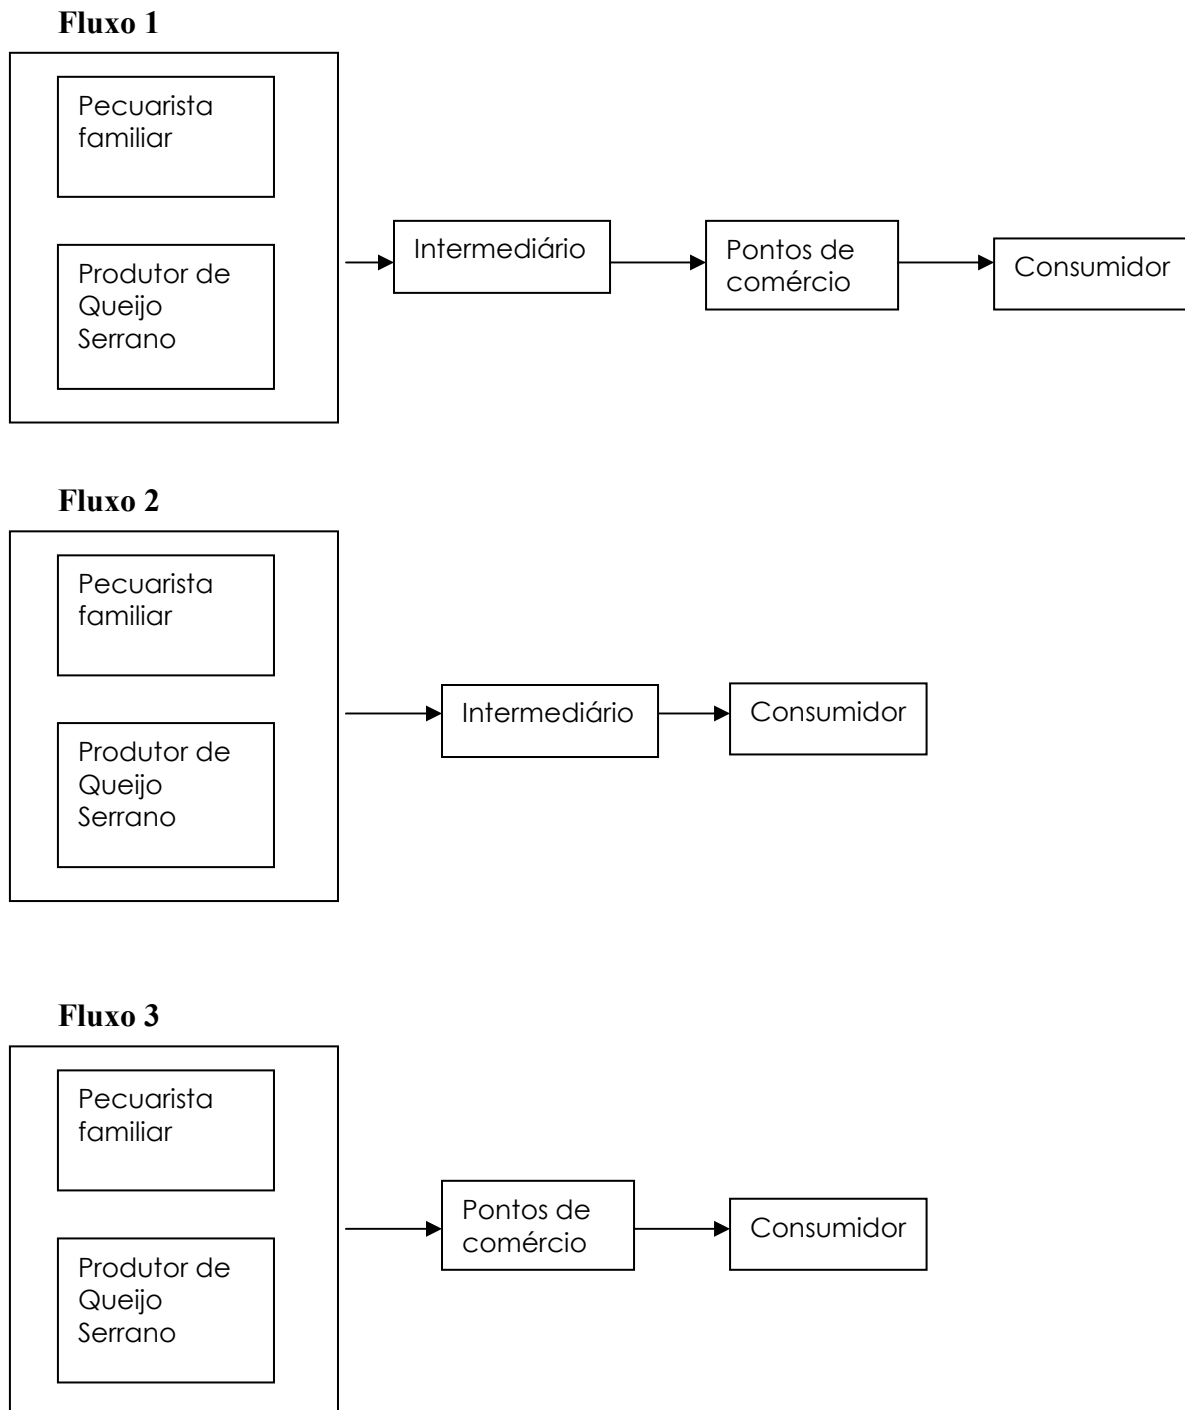 Fluxo 1
Pecuarista
familiar
Produtor de
Queijo
Serrano
Intermediário
Pontos de
comércio
Consumidor
Fluxo 2
Pecuarista
familiar
Produtor de
Queijo
Serrano
Intermediário
Consumidor
Fluxo 3
Pecuarista
familiar
Produtor de
Queijo
Serrano
Pontos de
comércio
Consumidor